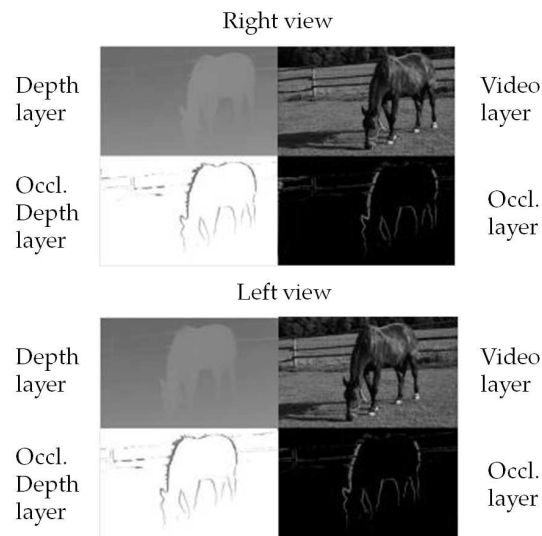 Right view
Depth
layer
Video
layer
Occl.
Depth
layer
Occl.
layer
Left view
Depth
layer
Video
layer
Occl.
Depth
layer
Occl.
layer